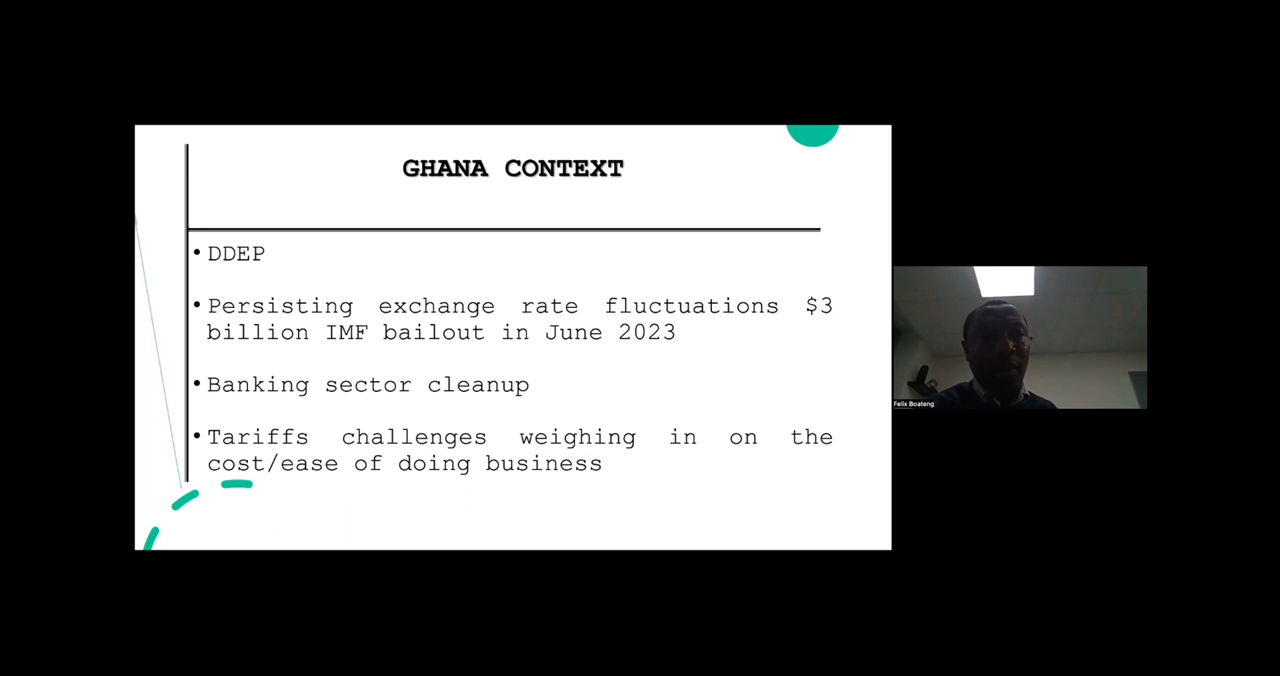 GHANA CONTEXT
• DDEP
• Persisting exchange rate fluctuations $3
billion IMF bailout in June 2023
• Banking sector cleanup
• Tariffs challenges weighing in on the
cost/ease of doing business
Felix Boateng